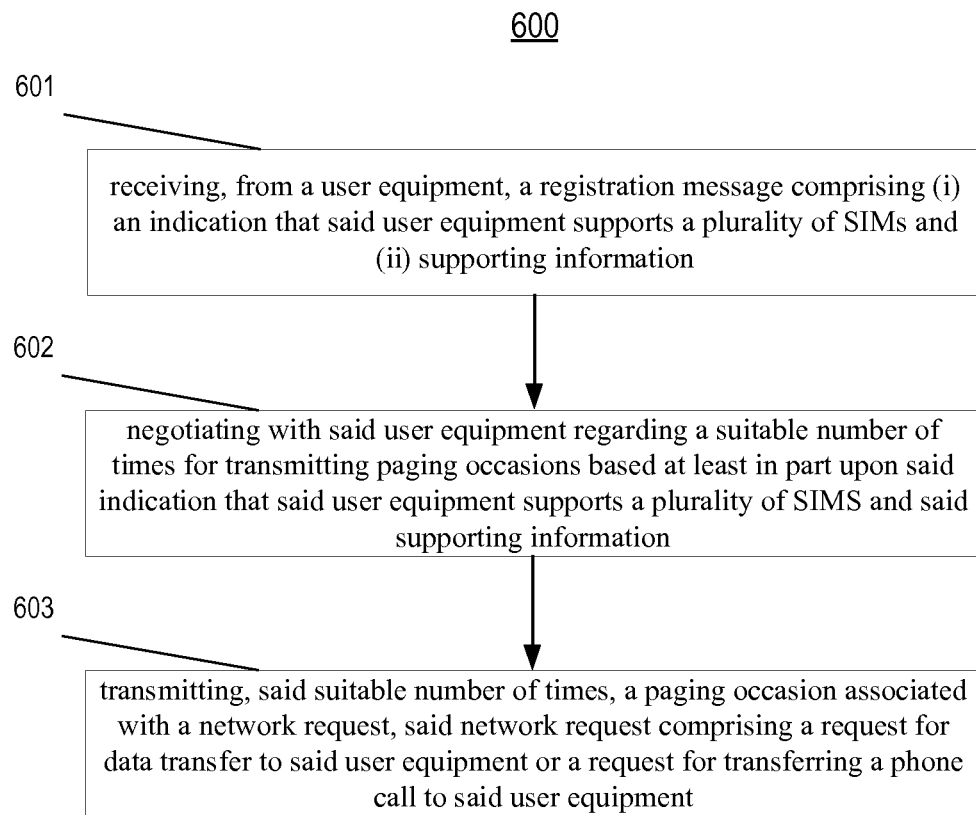 600
601
receiving, from a user equipment, a registration message comprising (i)
an indication that said user equipment supports a plurality of SIMs and
(ii) supporting information
602
negotiating with said user equipment regarding a suitable number of
times for transmitting paging occasions based at least in part upon said
indication that said user equipment supports a plurality of SIMS and said
supporting information
603
transmitting, said suitable number of times, a paging occasion associated
with a network request, said network request comprising a request for
data transfer to said user equipment or a request for transferring a phone
call to said user equipment